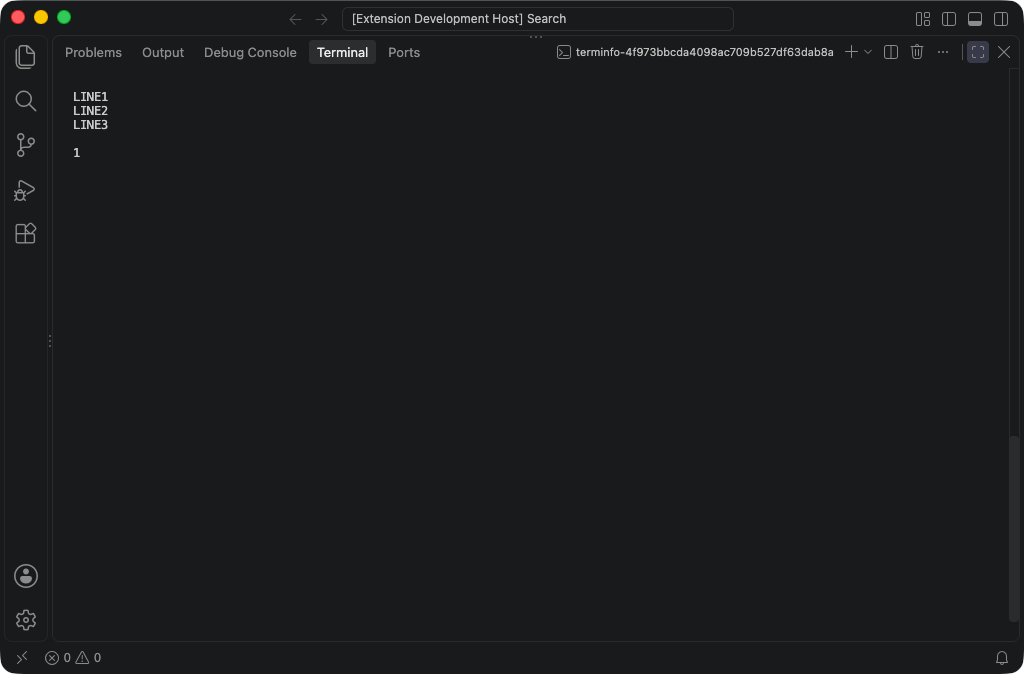 [Extension Development Host] Search
Problems Output Debug Console Terminal Ports terminfo-4f973bbcda4098ac709b527df63dab8a
LINE1
LINE2
LINE3
1
0 0